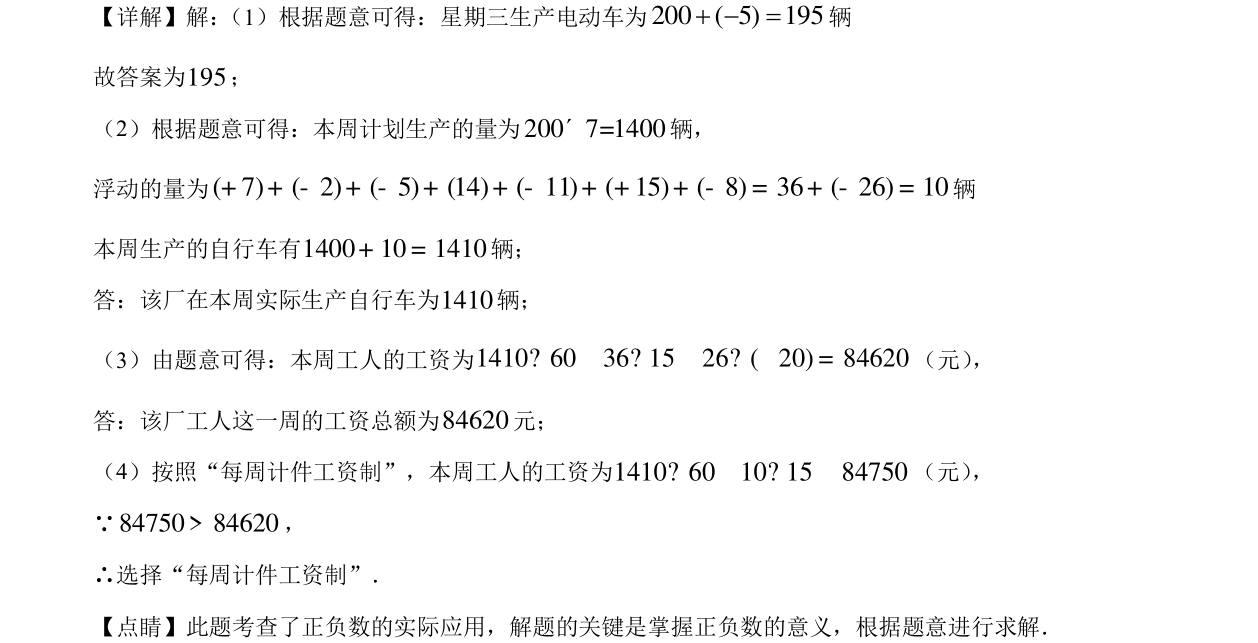 【详解】解：（1）根据题意可得：星期三生产电动车为200+(−5)=195辆
故答案为195；
（2）根据题意可得：本周计划生产的量为200′ 7=1400辆，
浮动的量为(+ 7)+ (- 2)+ (- 5)+ (14)+ (- 11)+ (+ 15)+ (- 8)= 36+ (- 26)= 10辆
本周生产的自行车有1400+ 10= 1410辆；
答：该厂在本周实际生产自行车为1410辆；
（3）由题意可得：本周工人的工资为1410? 60 36? 15 26? ( 20)= 84620（元），
答：该厂工人这一周的工资总额为84620元；
（4）按照“每周计件工资制”，本周工人的工资为1410? 60 10? 15 84750（元），
∵84750> 84620，
∴选择“每周计件工资制”．
【点睛】此题考查了正负数的实际应用，解题的关键是掌握正负数的意义，根据题意进行求解．